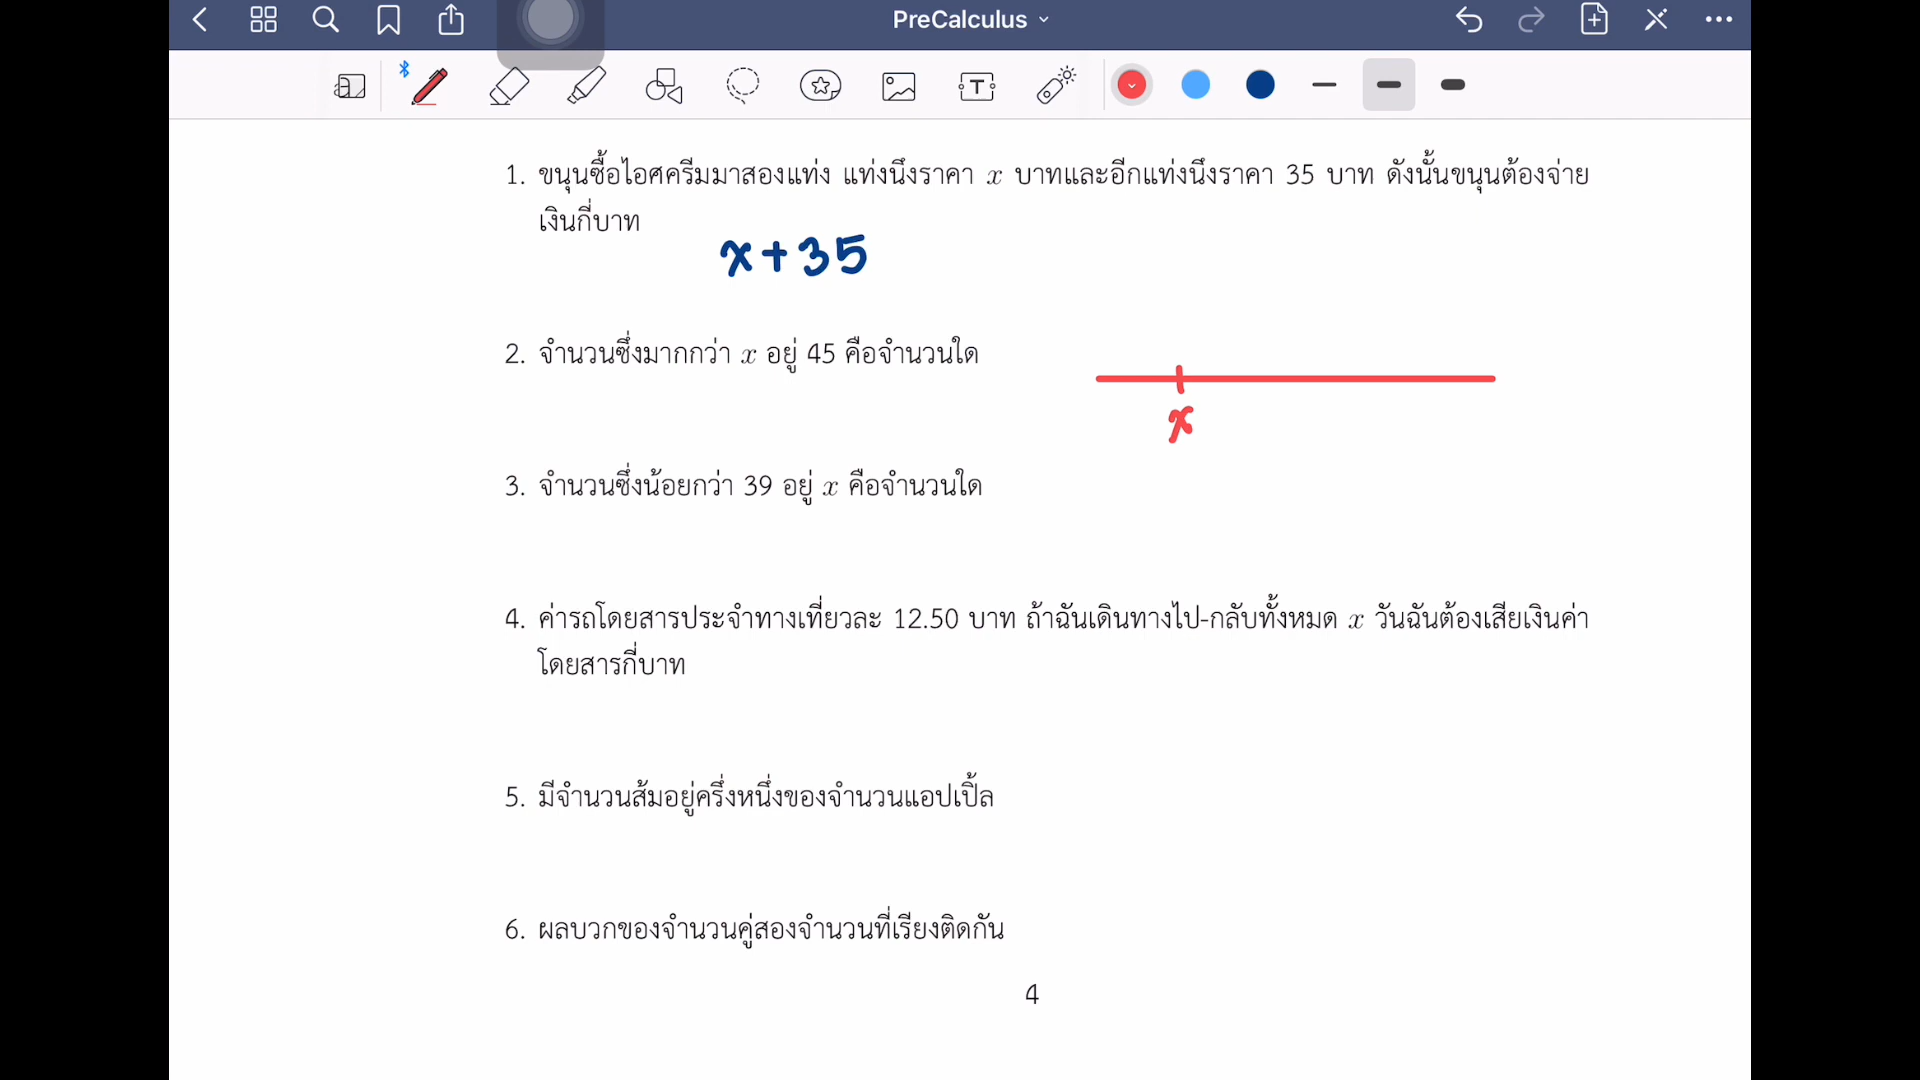 PreCalculus
1. ขนุนซื้อไอศครีมมาสองแท่ง แท่งนึงราคา x บาทและอีกแท่งนึงราคา 35 บาท ดังนั้นขนุนต้องจ่าย
เงินกี่บาท
x + 35
2. จำนวนซึ่งมากกว่า x อยู่ 45 คือจำนวนใด
x
3. จำนวนซึ่งน้อยกว่า 39 อยู่ x คือจำนวนใด
4. ค่ารถโดยสารประจำทางเที่ยวละ 12.50 บาท ถ้าฉันเดินทางไป-กลับทั้งหมด x วันฉันต้องเสียเงินค่า
โดยสารกี่บาท
5. มีจำนวนส้มอยู่ครึ่งหนึ่งของจำนวนแอปเปิ้ล
6. ผลบวกของจำนวนคู่สองจำนวนที่เรียงติดกัน
4